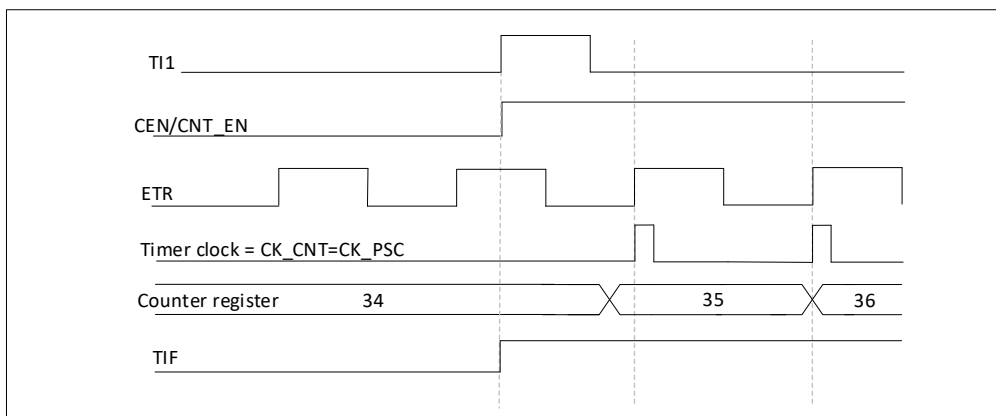 TI1
CEN/CNT_EN
ETR
Timer clock = CK_CNT=CK_PSC
Counter register 34 35 36
TIF